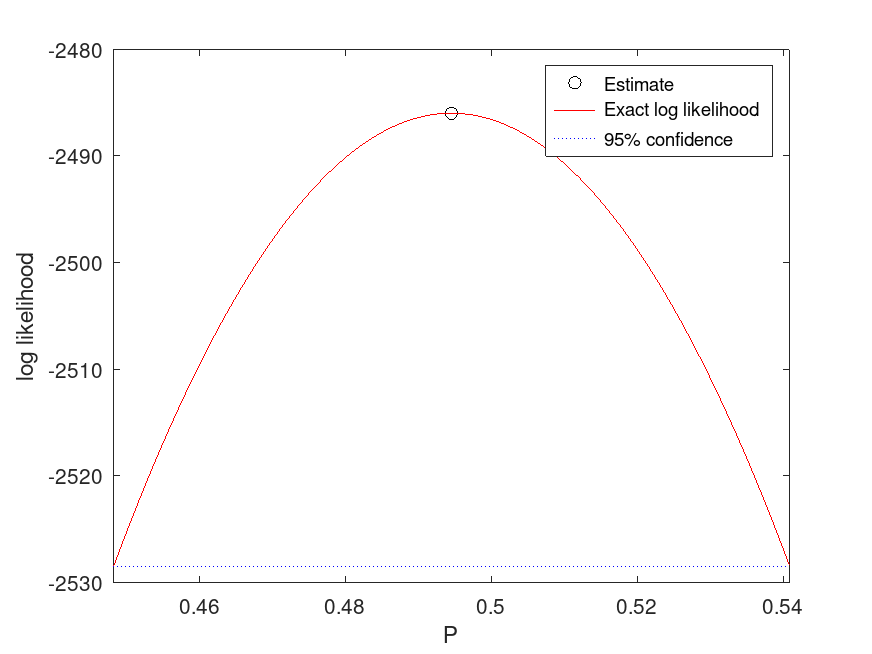 -2480
-2490
-2500
-2510
-2520
-2530
log likelihood
Estimate
Exact log likelihood
95% confidence
0.46
0.48
0.5
0.52
0.54
P